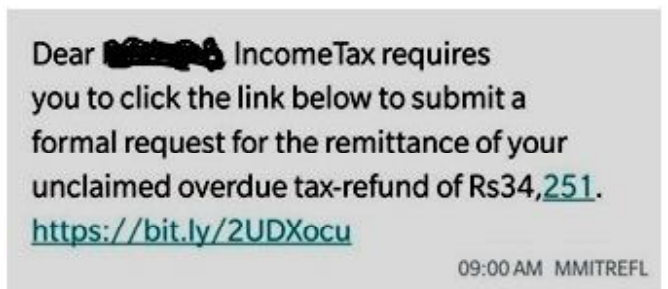 Dear IncomeTax requires
you to click the link below to submit a
formal request for the remittance of your
unclaimed overdue tax-refund of Rs34,251.
https://bit.ly/2UDXocu
09:00 AM MMITREFL